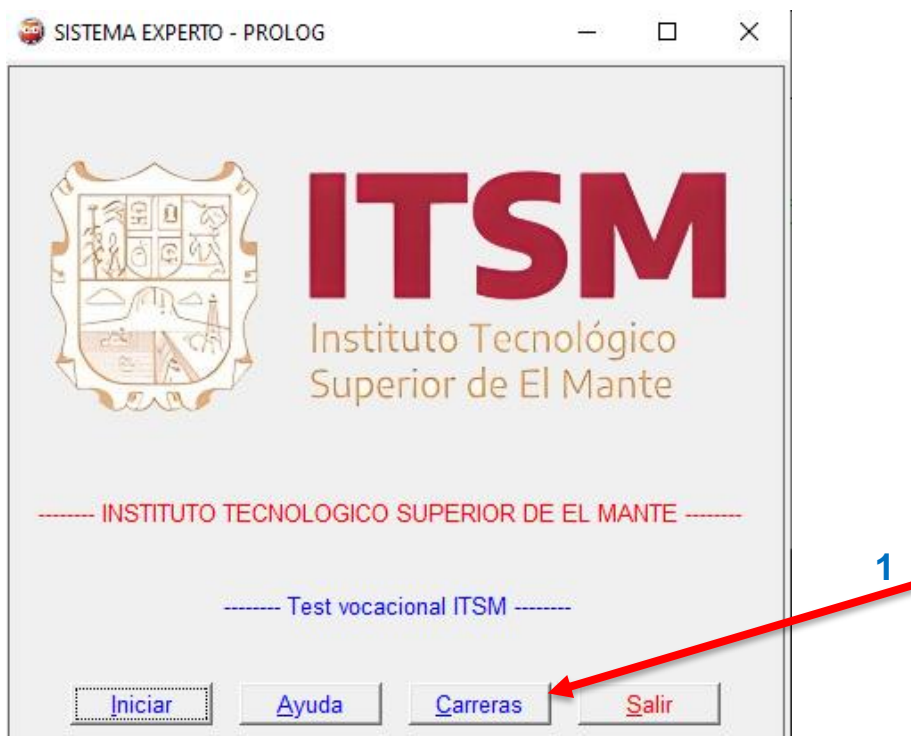 SISTEMA EXPERTO - PROLOG
ITSM
Instituto Tecnológico
Superior de El Mante
-------- INSTITUTO TECNOLOGICO SUPERIOR DE EL MANTE --------
1
-------- Test vocacional ITSM --------
Iniciar Ayuda Carreras Salir